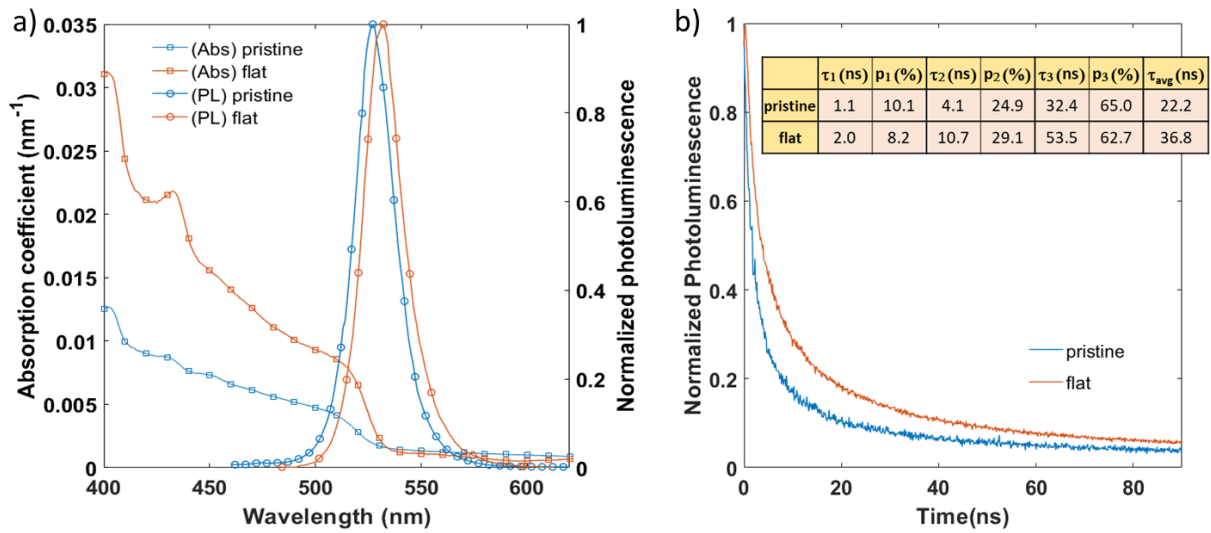 a)
0.035
0.03
0.025
0.02
0.015
0.01
0.005
0
Absorption coefficient (nm-1)
(Abs) pristine
(Abs) flat
(PL) pristine
(PL) flat
1
0.8
0.6
0.4
0.2
0
Normalized photoluminescence
400 450 500 550 600
Wavelength (nm)
b)
1
0.8
0.6
0.4
0.2
0
Normalized Photoluminescence
τ1 (ns) p1 (%) τ2 (ns) p2 (%) τ3 (ns) p3 (%) τavg (ns)
pristine 1.1 10.1 4.1 24.9 32.4 65.0 22.2
flat 2.0 8.2 10.7 29.1 53.5 62.7 36.8
pristine
flat
0 20 40 60 80
Time(ns)